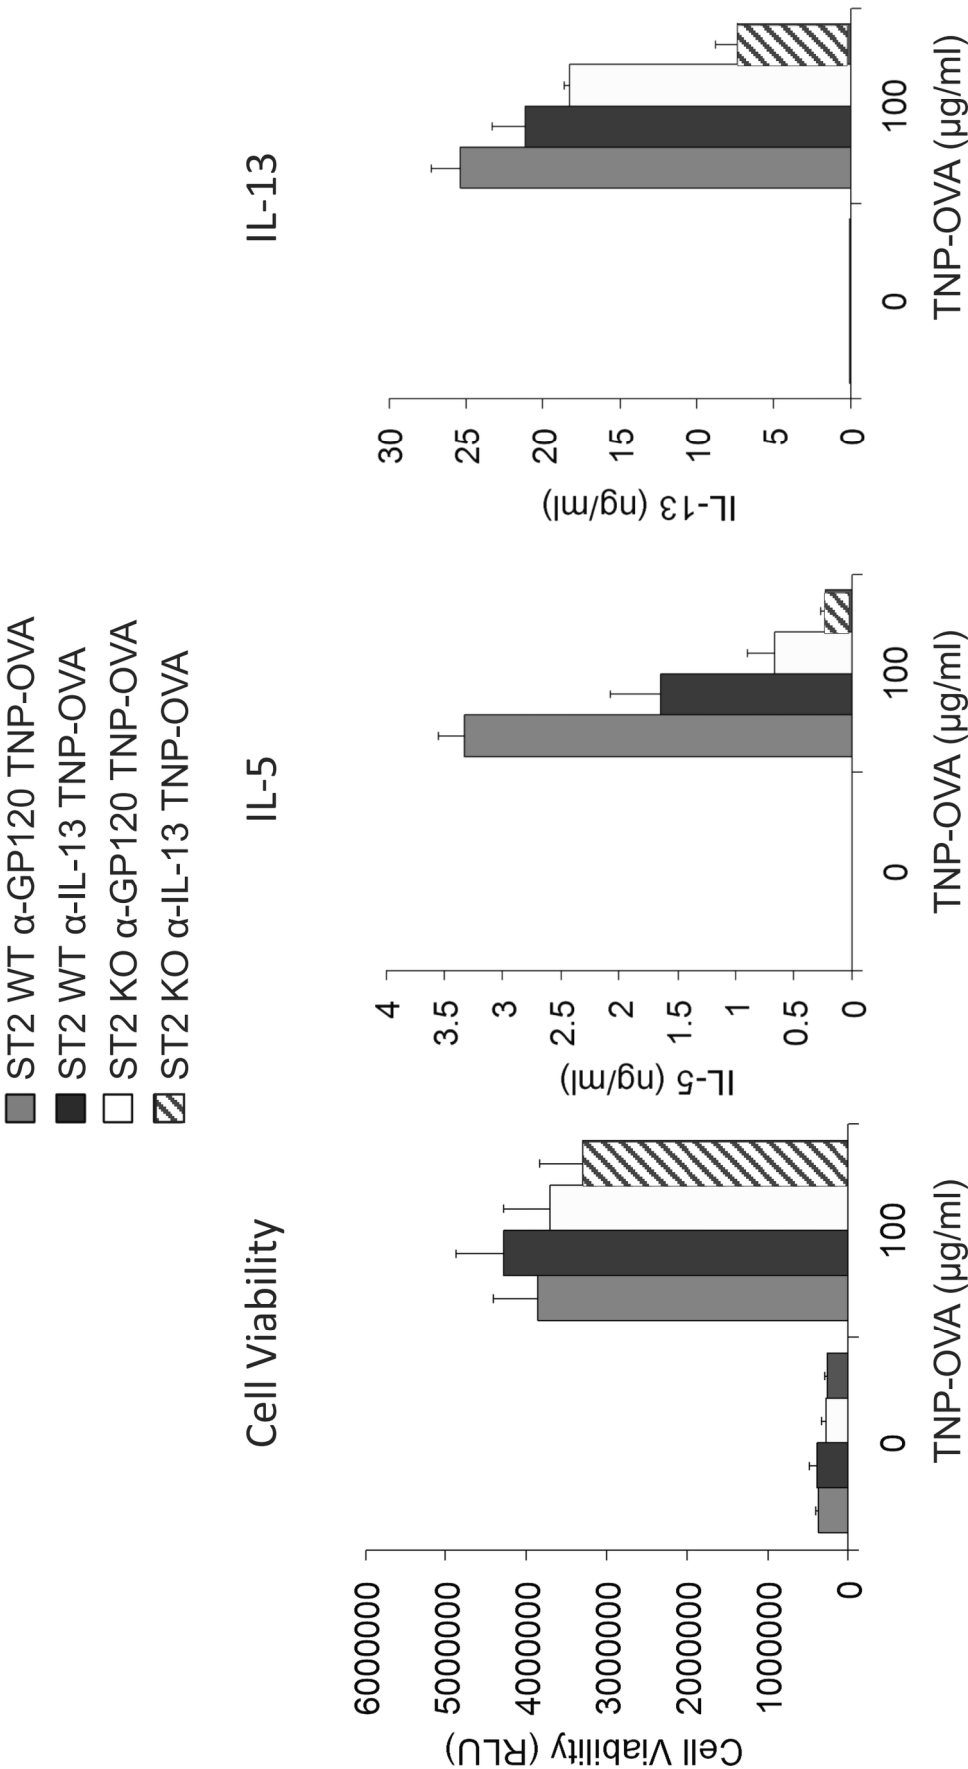 ST2 WT α-GP120 TNP-OVA
ST2 WT α-IL-13 TNP-OVA
ST2 KO α-GP120 TNP-OVA
ST2 KO α-IL-13 TNP-OVA
Cell Viability
Cell Viability (RLU)
6000000
5000000
4000000
3000000
2000000
1000000
0
0
100
TNP-OVA (μg/ml)
IL-5
IL-5 (ng/ml)
4
3.5
3
2.5
2
1.5
1
0.5
0
0
100
TNP-OVA (μg/ml)
IL-13
IL-13 (ng/ml)
30
25
20
15
10
5
0
0
100
TNP-OVA (μg/ml)